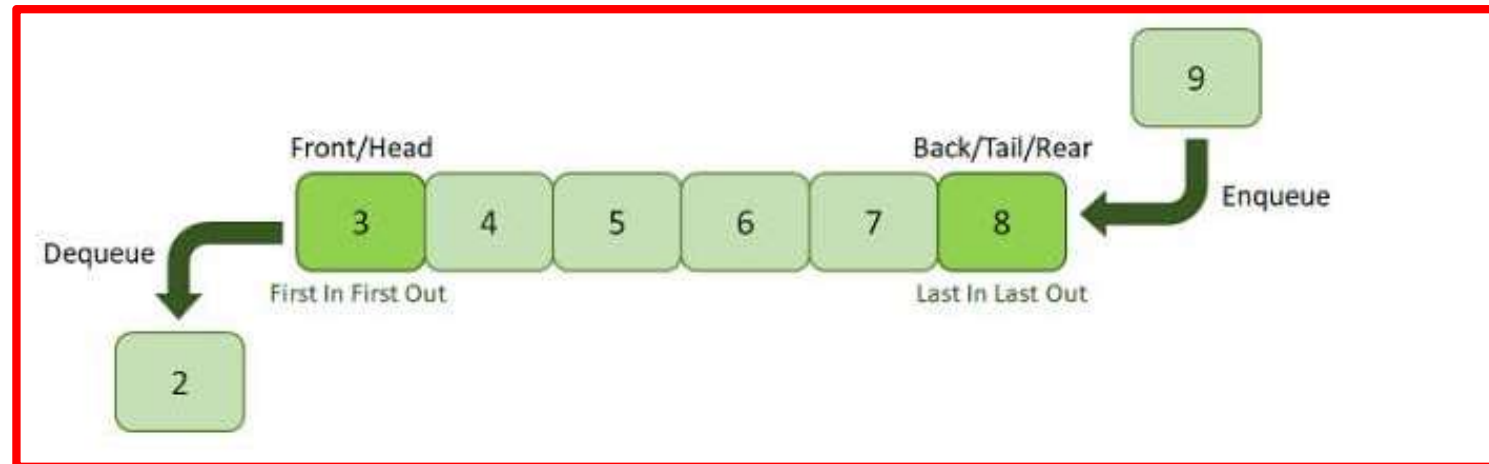 9
Front/Head
Back/Tail/Rear
3 4 5 6 7 8
Enqueue
Dequeue
First In First Out
Last In Last Out
2